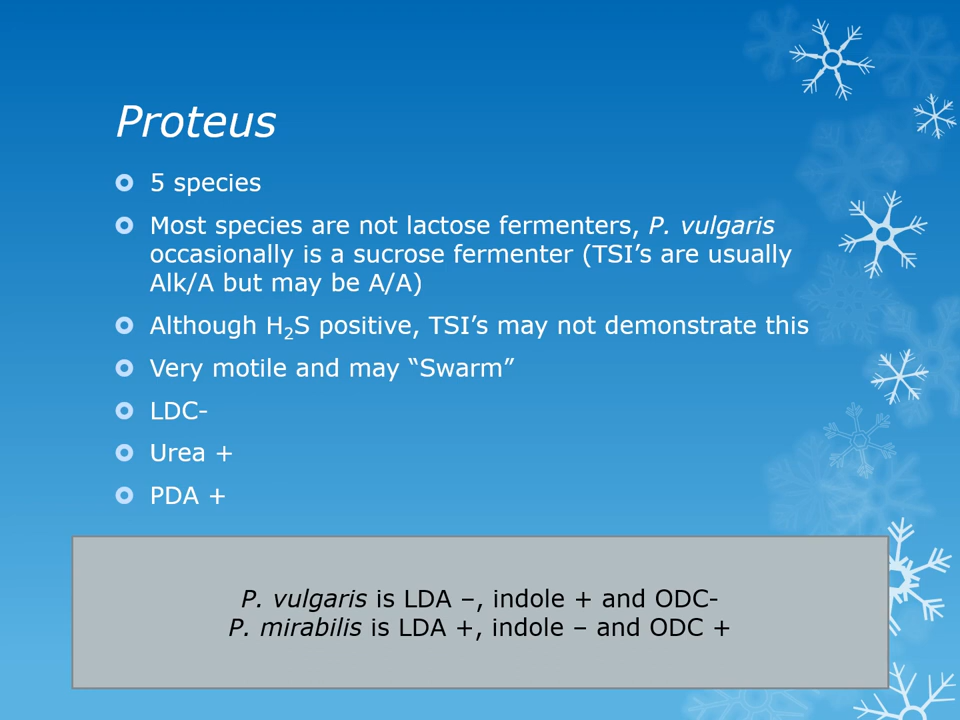 Proteus
5 species
Most species are not lactose fermenters, P. vulgaris
occasionally is a sucrose fermenter (TSI’s are usually
Alk/A but may be A/A)
Although H₂S positive, TSI’s may not demonstrate this
Very motile and may “Swarm”
LDC-
Urea +
PDA +
P. vulgaris is LDA –, indole + and ODC-
P. mirabilis is LDA +, indole – and ODC +